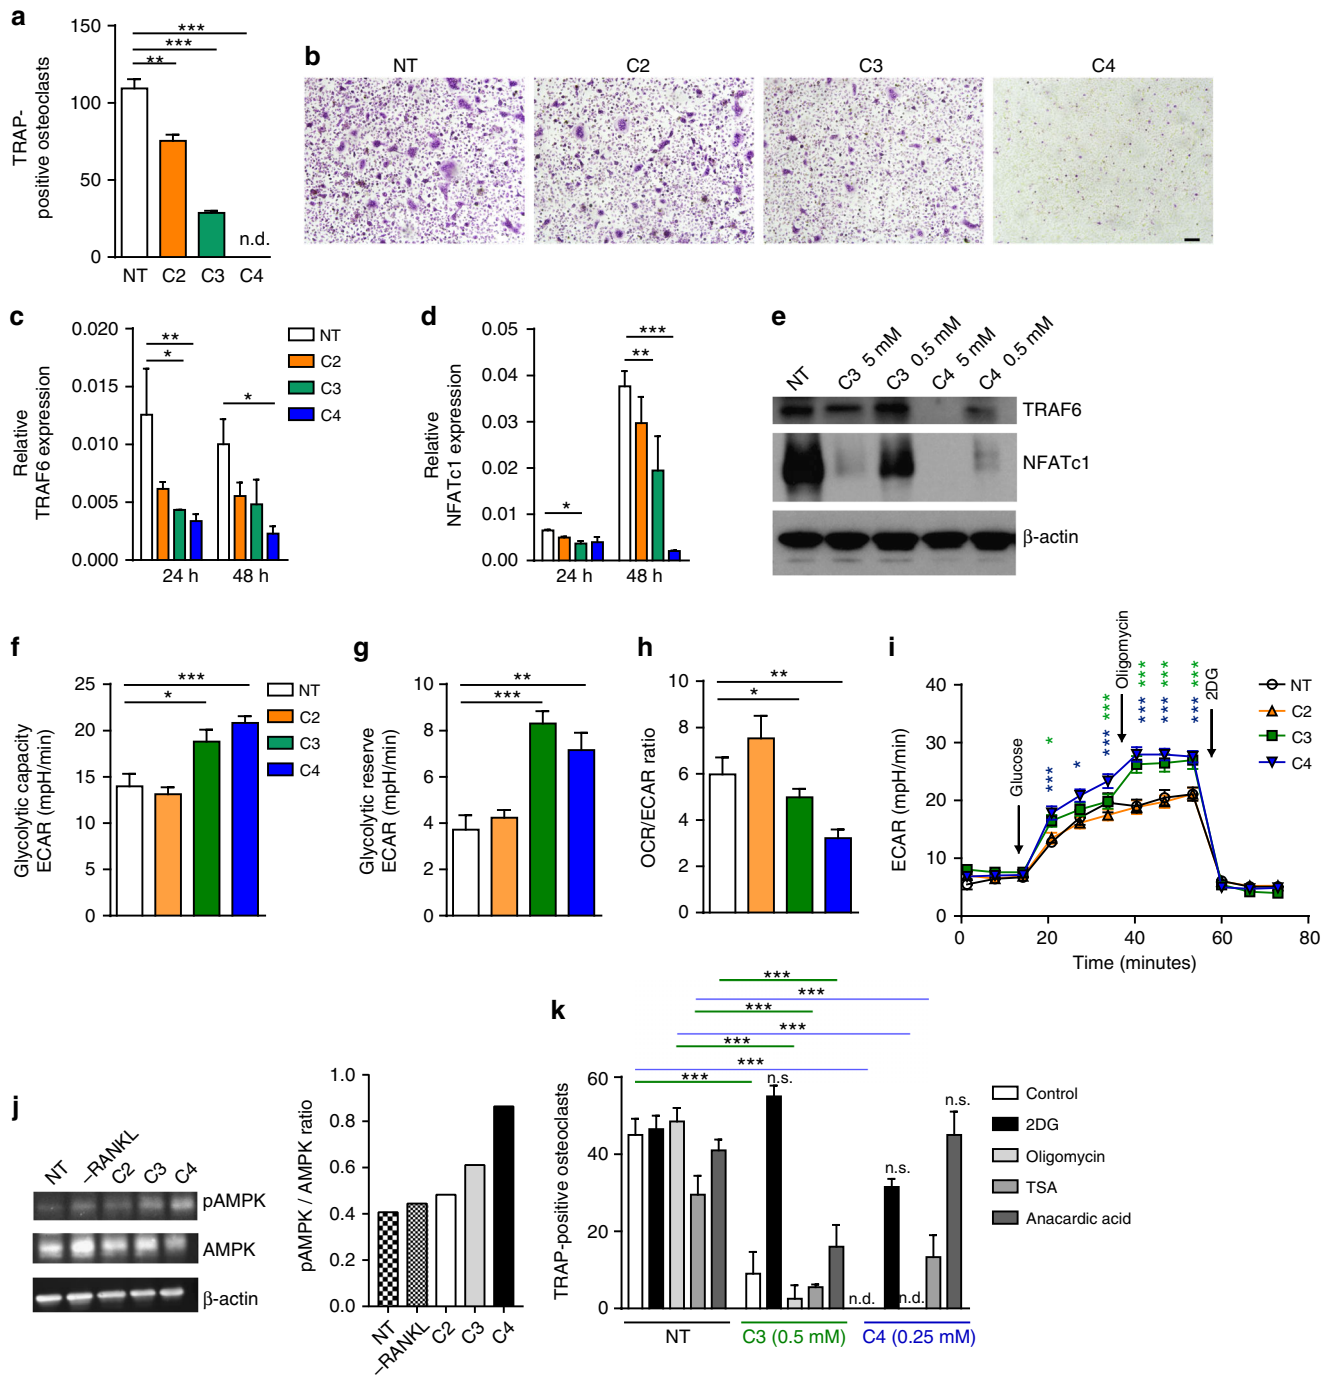 a
TRAP-
positive osteoclasts
150
100
50
0
***
***
**
n.d.
NT C2 C3 C4
b
NT C2 C3 C4
c
Relative
TRAF6 expression
0.020
0.015
0.010
0.005
0.000
**
*
*
24 h 48 h
NT
C2
C3
C4
d
Relative
NFATc1 expression
0.05
0.04
0.03
0.02
0.01
0.00
*
***
**
24 h 48 h
e
NT C3 5 mM C3 0.5 mM C4 5 mM C4 0.5 mM
TRAF6
NFATc1
β-actin
f
Glycolytic capacity
ECAR (mpH/min)
25
20
15
10
5
0
***
*
NT
C2
C3
C4
g
Glycolytic reserve
ECAR (mpH/min)
10
8
6
4
2
0
**
***
h
OCR/ECAR ratio
10
8
6
4
2
0
**
*
i
ECAR (mpH/min)
40
30
20
10
0
Glucose
Oligomycin
2DG
*
***
*
***
***
***
***
***
***
***
***
0 20 40 60 80
Time (minutes)
NT
C2
C3
C4
j
NT –RANKL C2 C3 C4
pAMPK
AMPK
β-actin
pAMPK / AMPK ratio
1.0
0.8
0.6
0.4
0.2
0.0
NT –RANKL C2 C3 C4
k
***
***
***
***
***
***
***
TRAP-positive osteoclasts
60
40
20
0
n.s.
n.d.
n.s.
n.d.
n.s.
NT C3 (0.5 mM) C4 (0.25 mM)
Control
2DG
Oligomycin
TSA
Anacardic acid